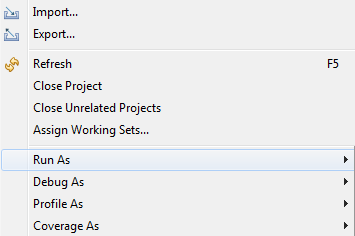 Import...
Export...
Refresh F5
Close Project
Close Unrelated Projects
Assign Working Sets...
Run As
Debug As
Profile As
Coverage As